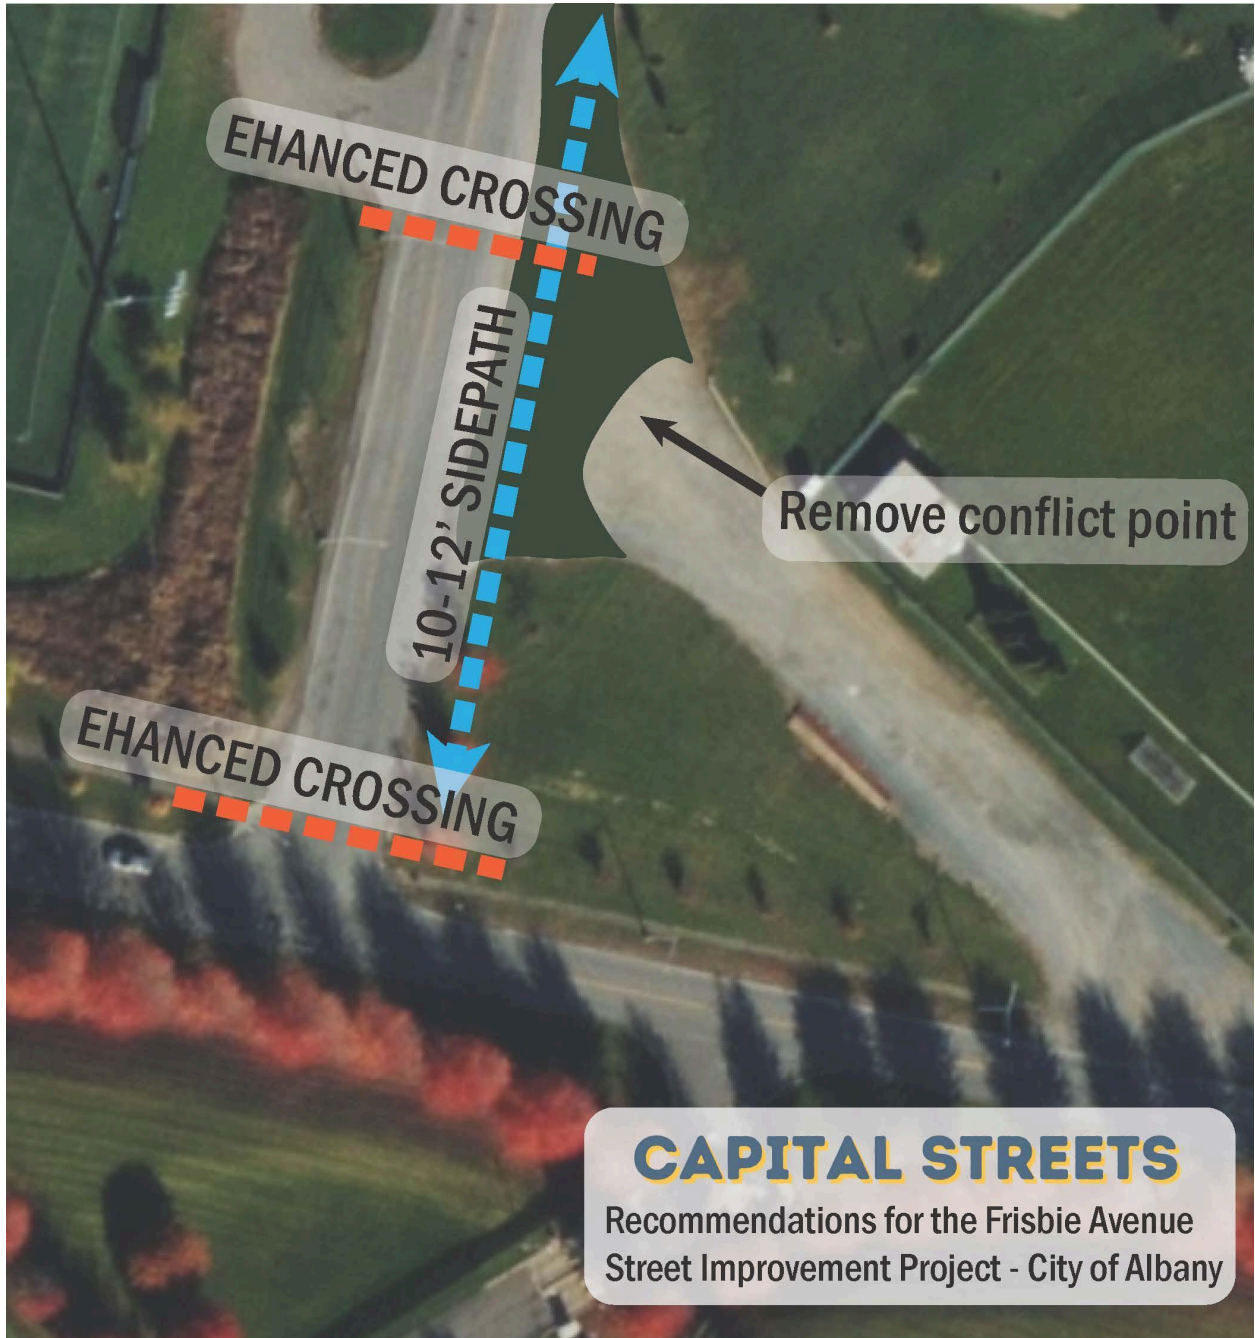 EHANCED CROSSING
10-12' SIDEPATH
Remove conflict point
EHANCED CROSSING
CAPITAL STREETS
Recommendations for the Frisbie Avenue
Street Improvement Project - City of Albany